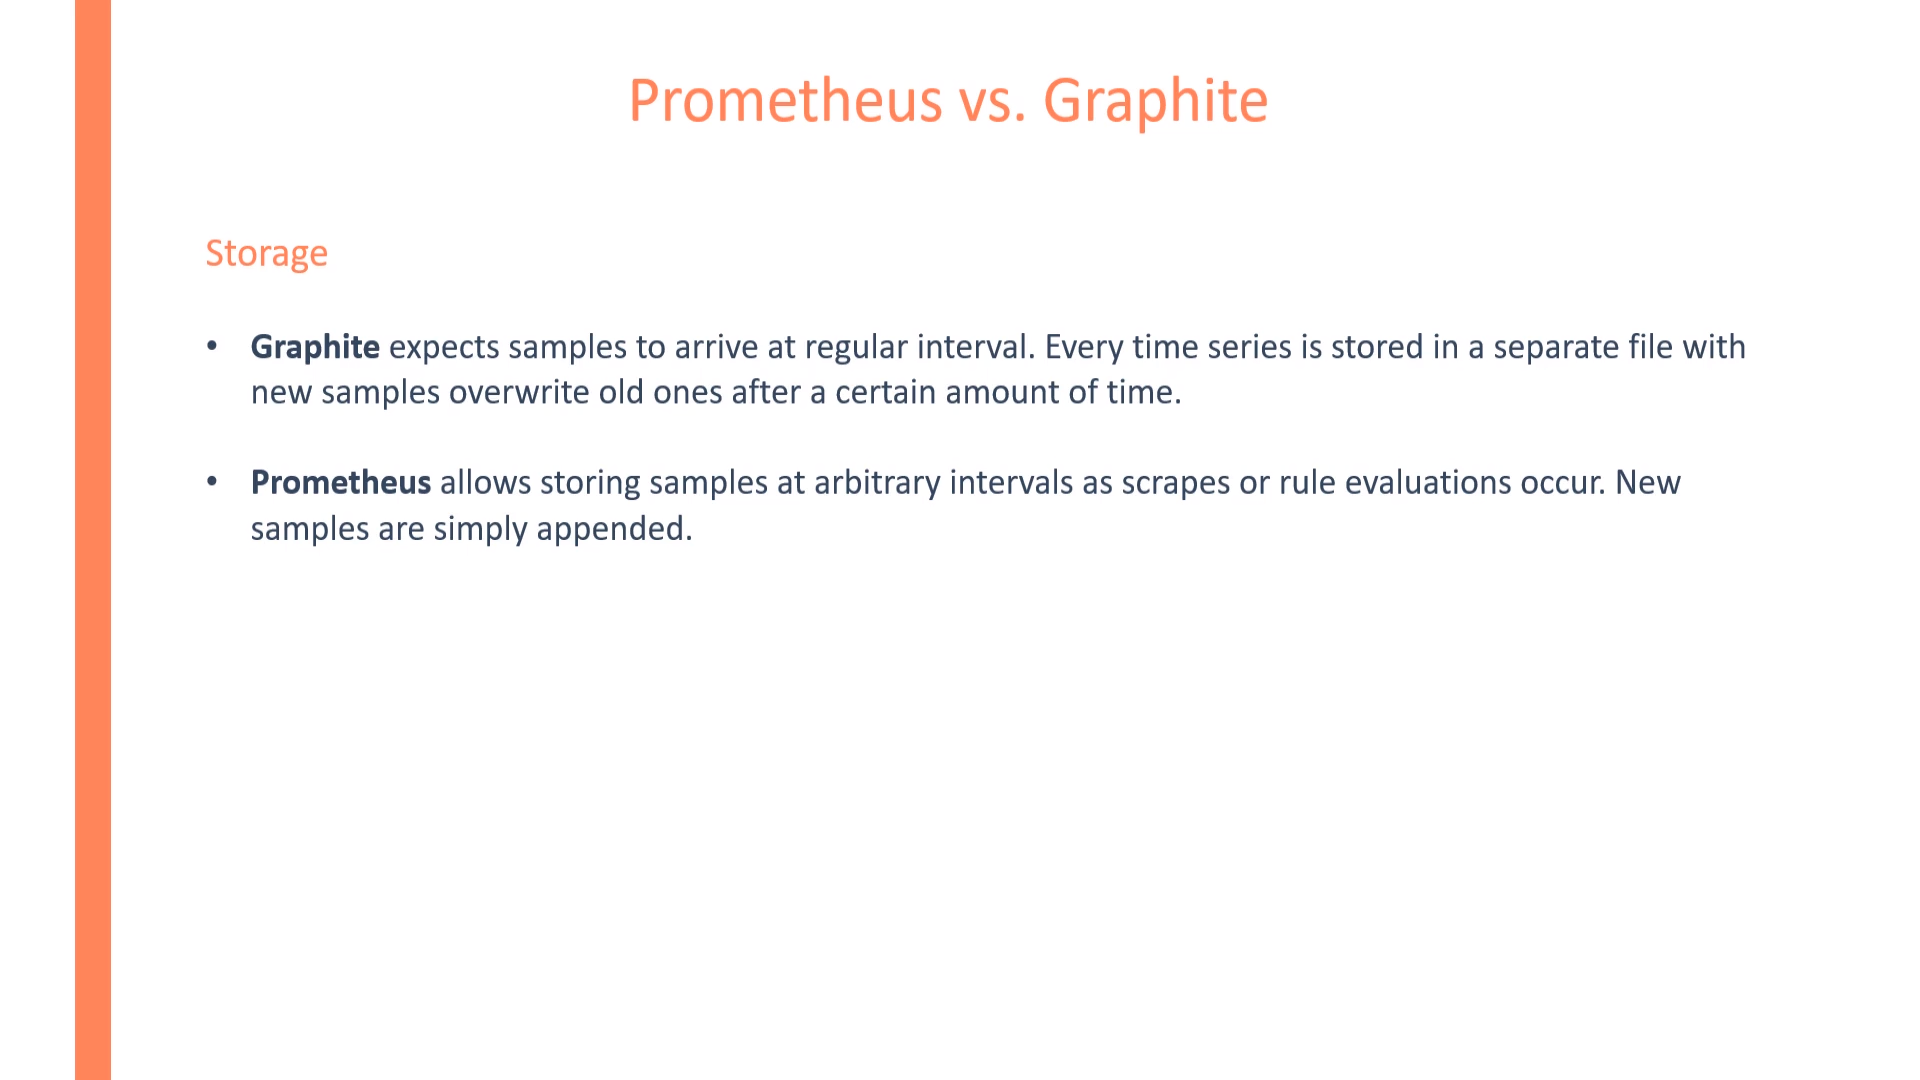 Prometheus vs. Graphite
Storage
• Graphite expects samples to arrive at regular interval. Every time series is stored in a separate file with
new samples overwrite old ones after a certain amount of time.
• Prometheus allows storing samples at arbitrary intervals as scrapes or rule evaluations occur. New
samples are simply appended.